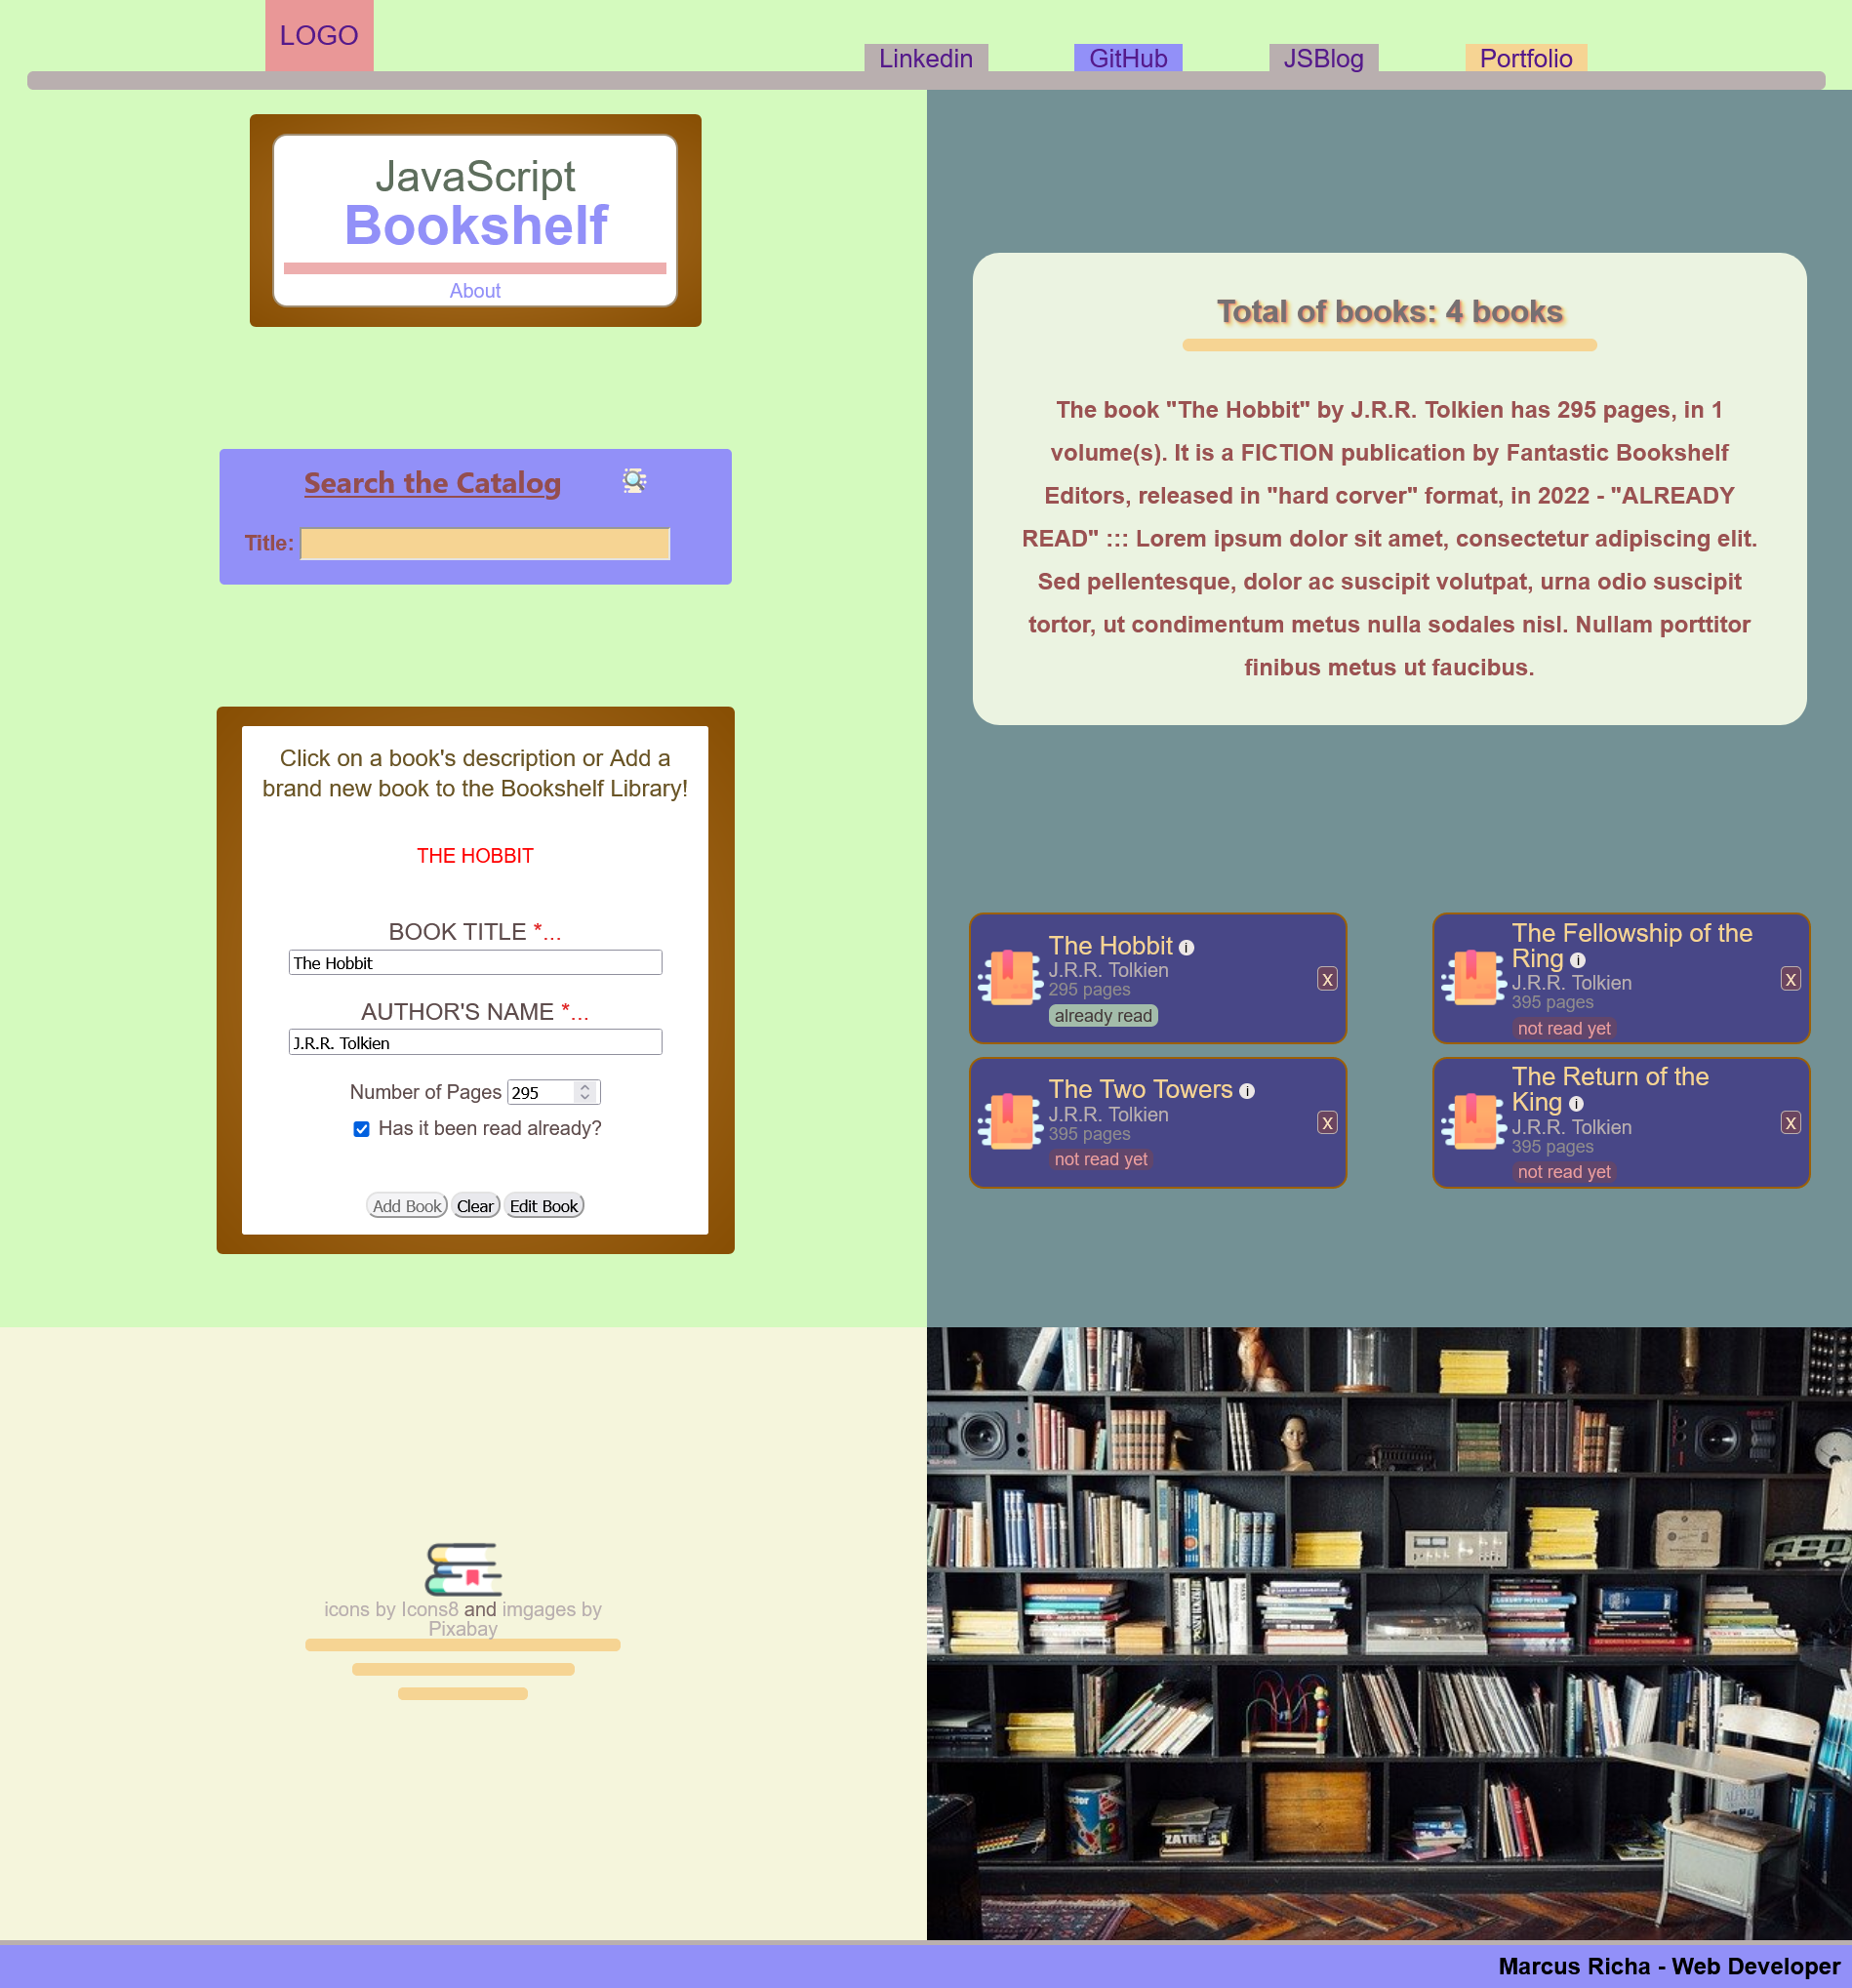 LOGO
Linkedin
GitHub
JSBlog
Portfolio
JavaScript
Bookshelf
About
Search the Catalog
Title:
Click on a book's description or Add a
brand new book to the Bookshelf Library!
THE HOBBIT
BOOK TITLE *...
The Hobbit
AUTHOR'S NAME *...
J.R.R. Tolkien
Number of Pages 295
Has it been read already?
Add Book Clear Edit Book
Total of books: 4 books
The book "The Hobbit" by J.R.R. Tolkien has 295 pages, in 1
volume(s). It is a FICTION publication by Fantastic Bookshelf
Editors, released in "hard corver" format, in 2022 - "ALREADY
READ" ::: Lorem ipsum dolor sit amet, consectetur adipiscing elit.
Sed pellentesque, dolor ac suscipit volutpat, urna odio suscipit
tortor, ut condimentum metus nulla sodales nisl. Nullam porttitor
finibus metus ut faucibus.
The Hobbit i
J.R.R. Tolkien
295 pages
already read
x
The Fellowship of the
Ring i
J.R.R. Tolkien
395 pages
not read yet
x
The Two Towers i
J.R.R. Tolkien
395 pages
not read yet
x
The Return of the
King i
J.R.R. Tolkien
395 pages
not read yet
x
icons by Icons8 and imgages by
Pixabay
ZATRE
Marcus Richa - Web Developer